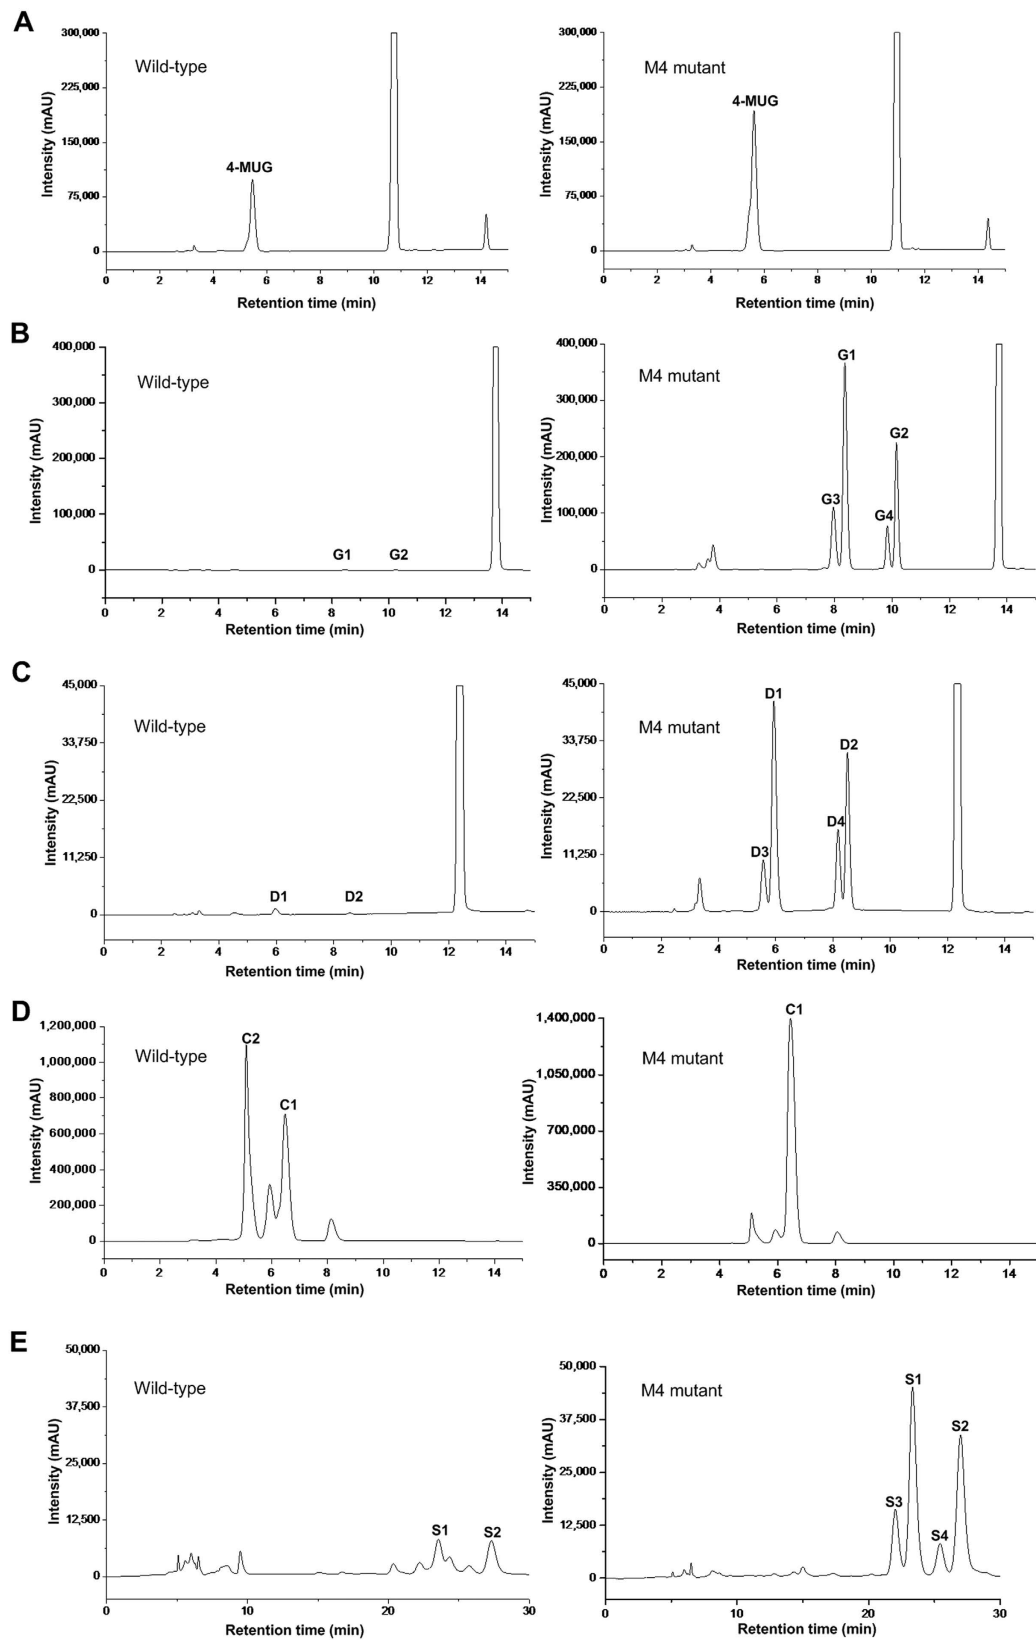 A
Wild-type
4-MUG
Intensity (mAU)
300,000
225,000
150,000
75,000
0
0 2 4 6 8 10 12 14
Retention time (min)
M4 mutant
4-MUG
Intensity (mAU)
300,000
225,000
150,000
75,000
0
0 2 4 6 8 10 12 14
Retention time (min)
B
Wild-type
G1 G2
Intensity (mAU)
400,000
300,000
200,000
100,000
0
0 2 4 6 8 10 12 14
Retention time (min)
M4 mutant
G1
G2
G3
G4
Intensity (mAU)
400,000
300,000
200,000
100,000
0
0 2 4 6 8 10 12 14
Retention time (min)
C
Wild-type
D1 D2
Intensity (mAU)
45,000
33,750
22,500
11,250
0
0 2 4 6 8 10 12 14
Retention time (min)
M4 mutant
D1
D2
D4
D3
Intensity (mAU)
45,000
33,750
22,500
11,250
0
0 2 4 6 8 10 12 14
Retention time (min)
D
Wild-type
C2
C1
Intensity (mAU)
1,200,000
1,000,000
800,000
600,000
400,000
200,000
0
0 2 4 6 8 10 12 14
Retention time (min)
M4 mutant
C1
Intensity (mAU)
1,400,000
1,050,000
700,000
350,000
0
0 2 4 6 8 10 12 14
Retention time (min)
E
Wild-type
S1 S2
Intensity (mAU)
50,000
37,500
25,000
12,500
0
0 10 20 30
Retention time (min)
M4 mutant
S1
S2
S3
S4
Intensity (mAU)
50,000
37,500
25,000
12,500
0
0 10 20 30
Retention time (min)